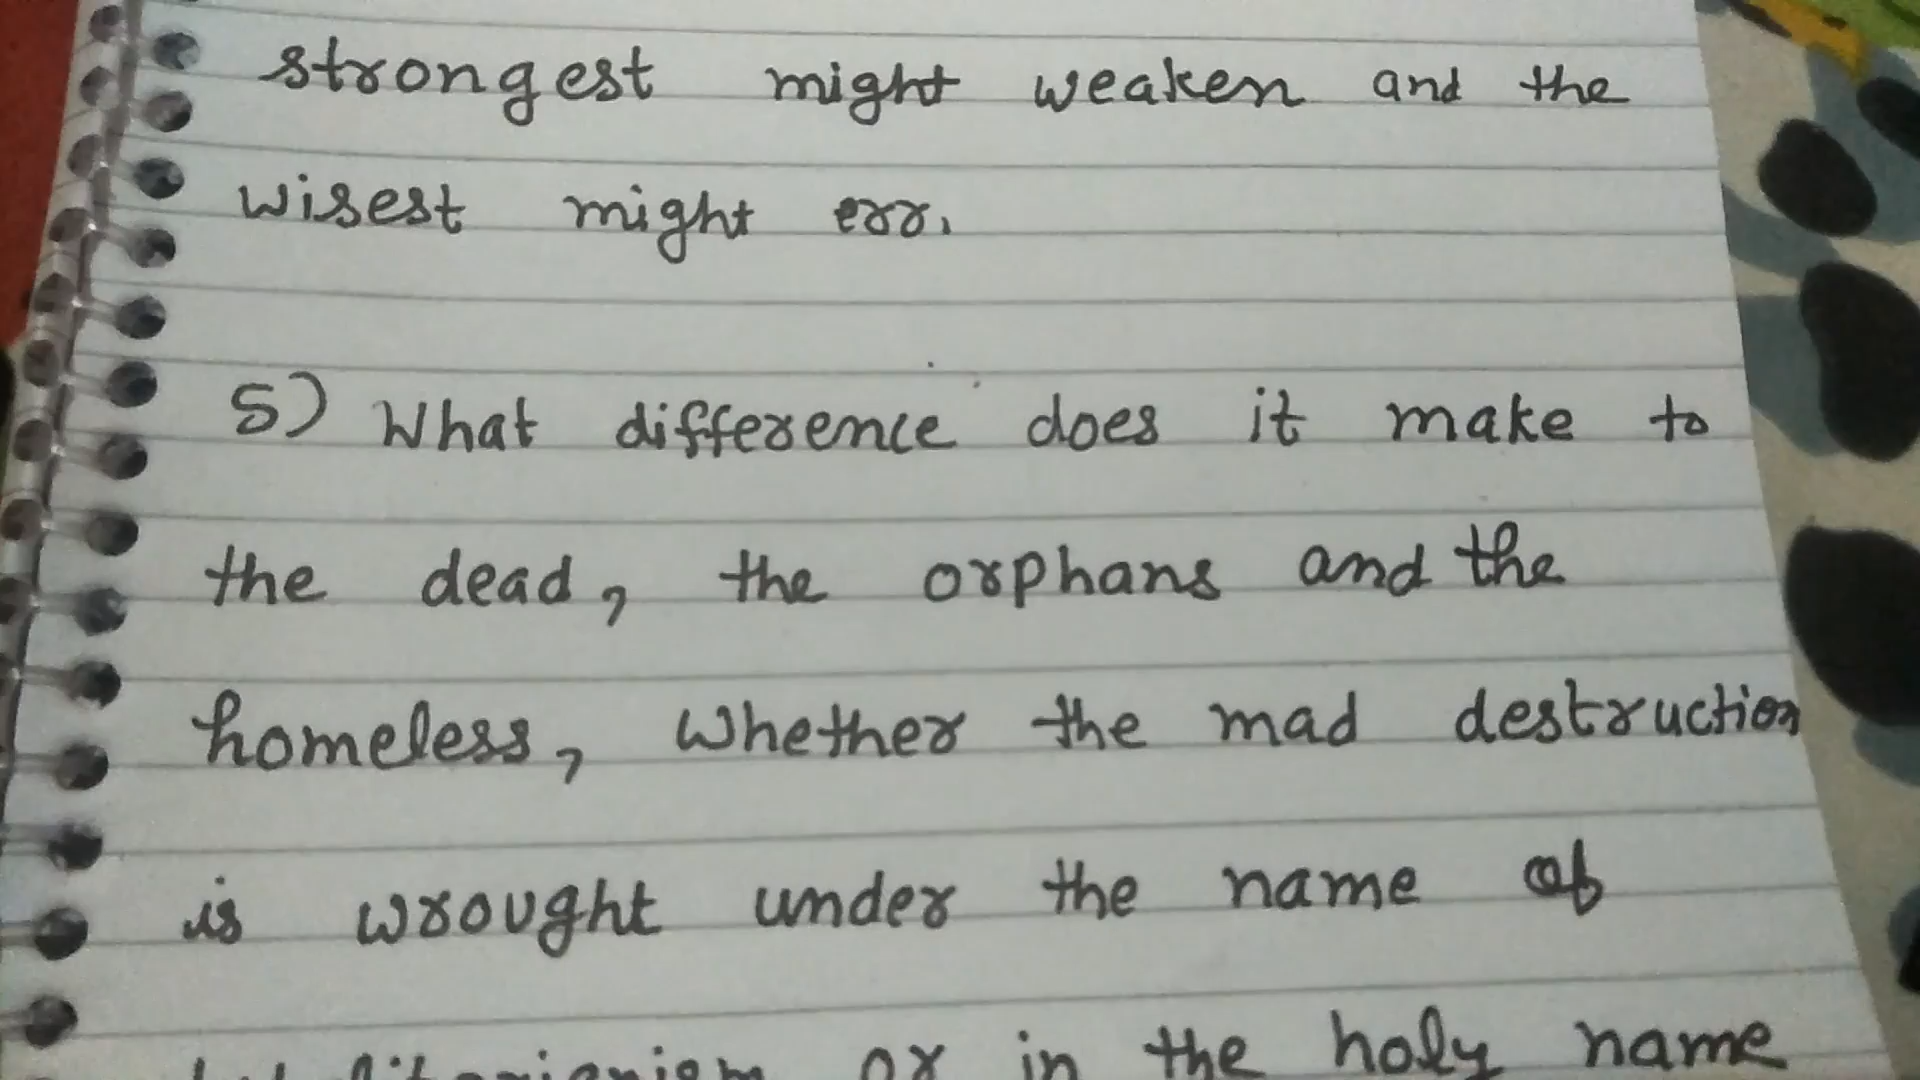 strongest might weaken and the
wisest might err.
5) What difference does it make to
the dead, the orphans and the
homeless, whether the mad destruction
is wrought under the name of
or in the holy name